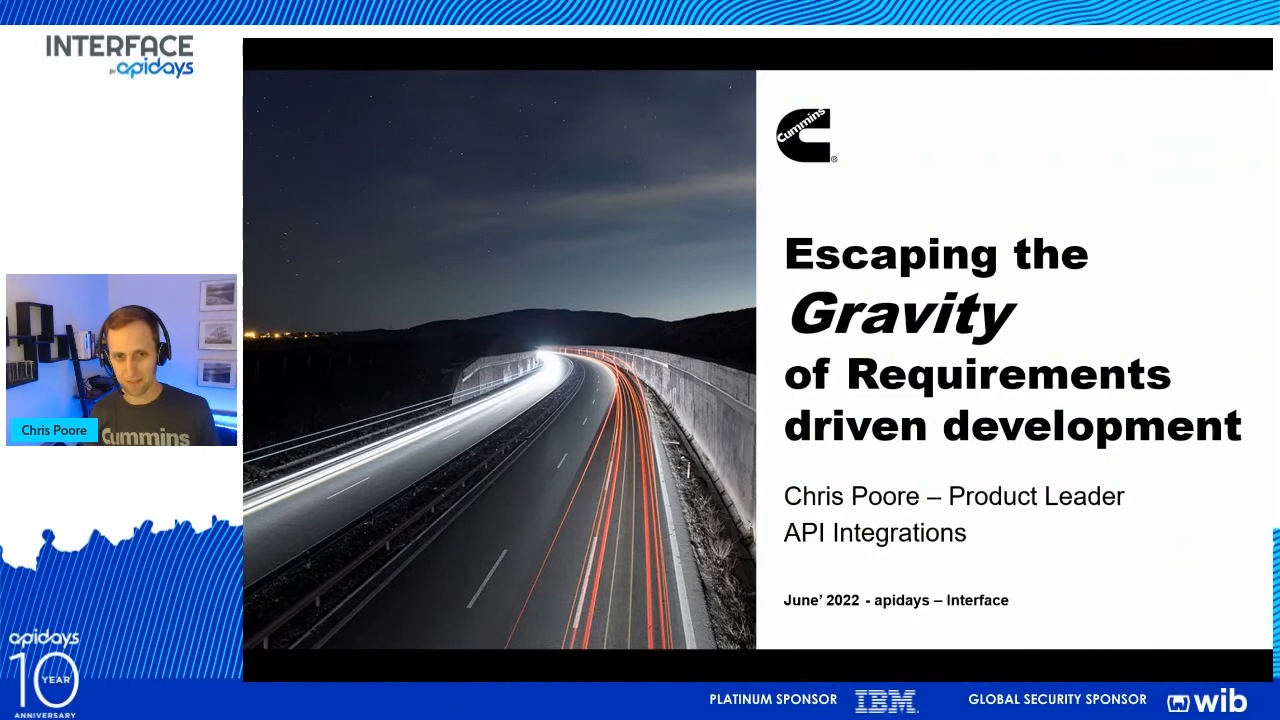 INTERFACE
BY apidays
Cummins
®
Escaping the
Gravity
of Requirements
driven development
Chris Poore – Product Leader
API Integrations
June’ 2022 - apidays – Interface
Chris Poore
Cummins
apidays
10
YEAR
ANNIVERSARY
PLATINUM SPONSOR
IBM
GLOBAL SECURITY SPONSOR
wib